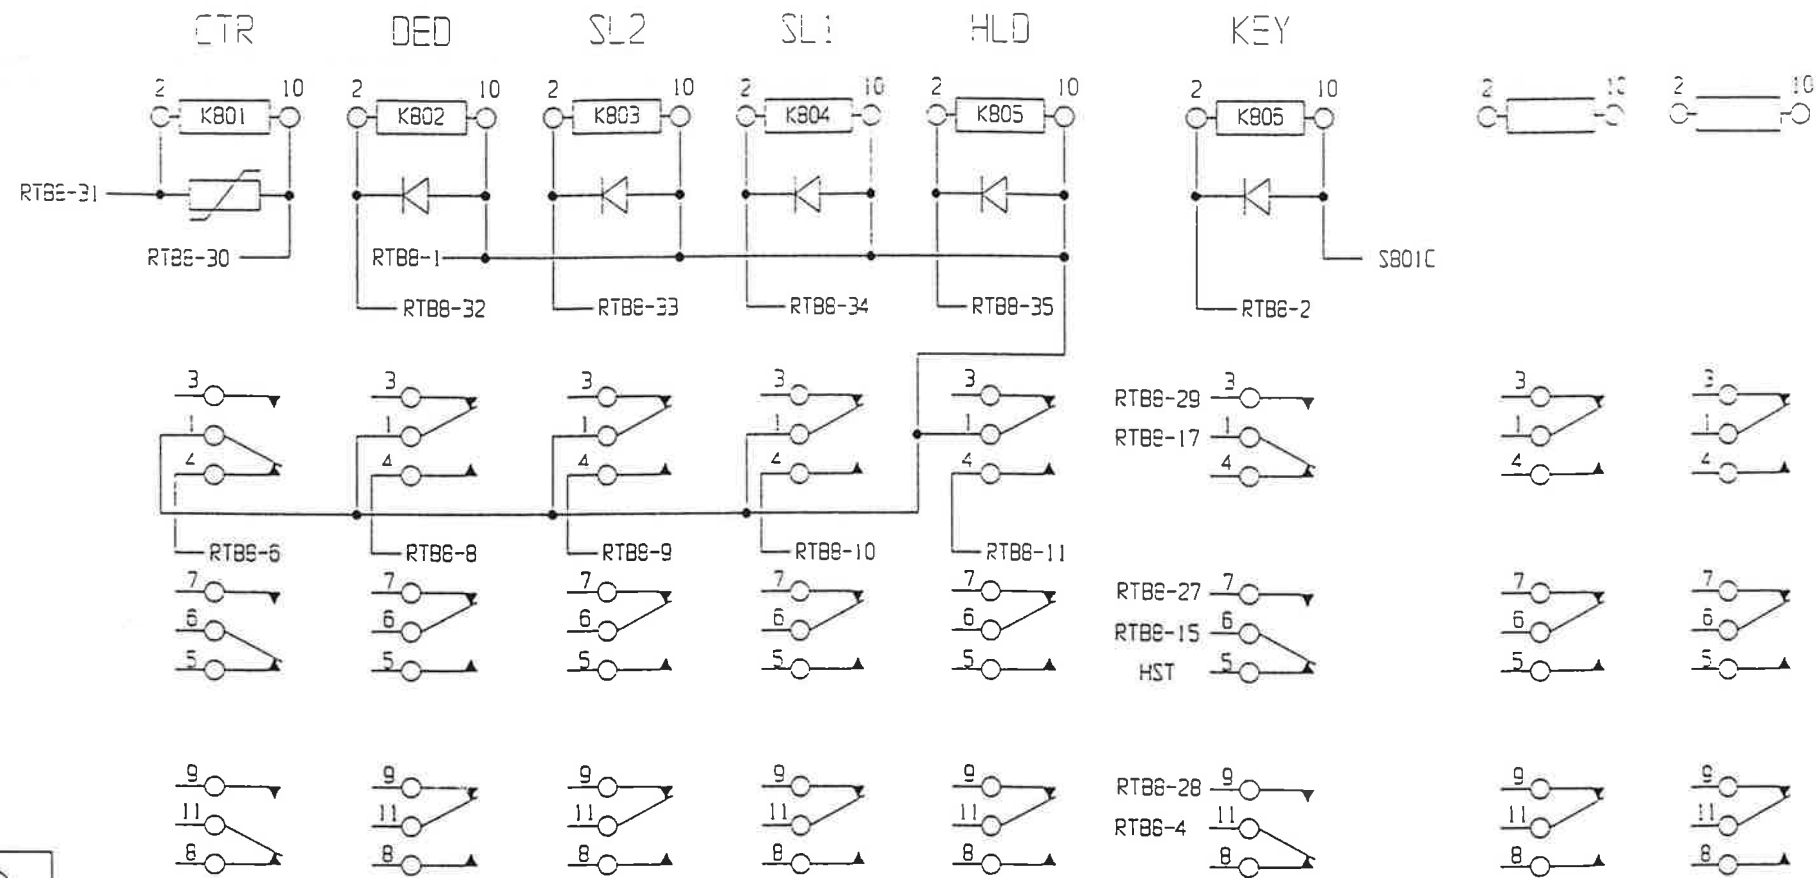 CTR DED SL2 SL1 HLD KEY
2 10 2 10 2 10 2 10 2 10 2 10 2 10 2 10
K801 K802 K803 K804 K805 K806
RTB8-31
RTB8-30 RTB8-1 S801C
RTB8-32 RTB8-33 RTB8-34 RTB8-35 RTB8-2
3 3 3 3 3 RTB8-29 3 3 3
1 1 1 1 1 RTB8-17 1 1 1
4 4 4 4 4 4 4 4
RTB8-6 RTB8-8 RTB8-9 RTB8-10 RTB8-11
7 7 7 7 7 RTB8-27 7 7 7
6 6 6 6 6 RTB8-15 6 6 6
5 5 5 5 5 HST 5 5 5
9 9 9 9 9 RTB8-28 9 9 9
11 11 11 11 11 RTB8-4 11 11 11
8 8 8 8 8 8 8 8